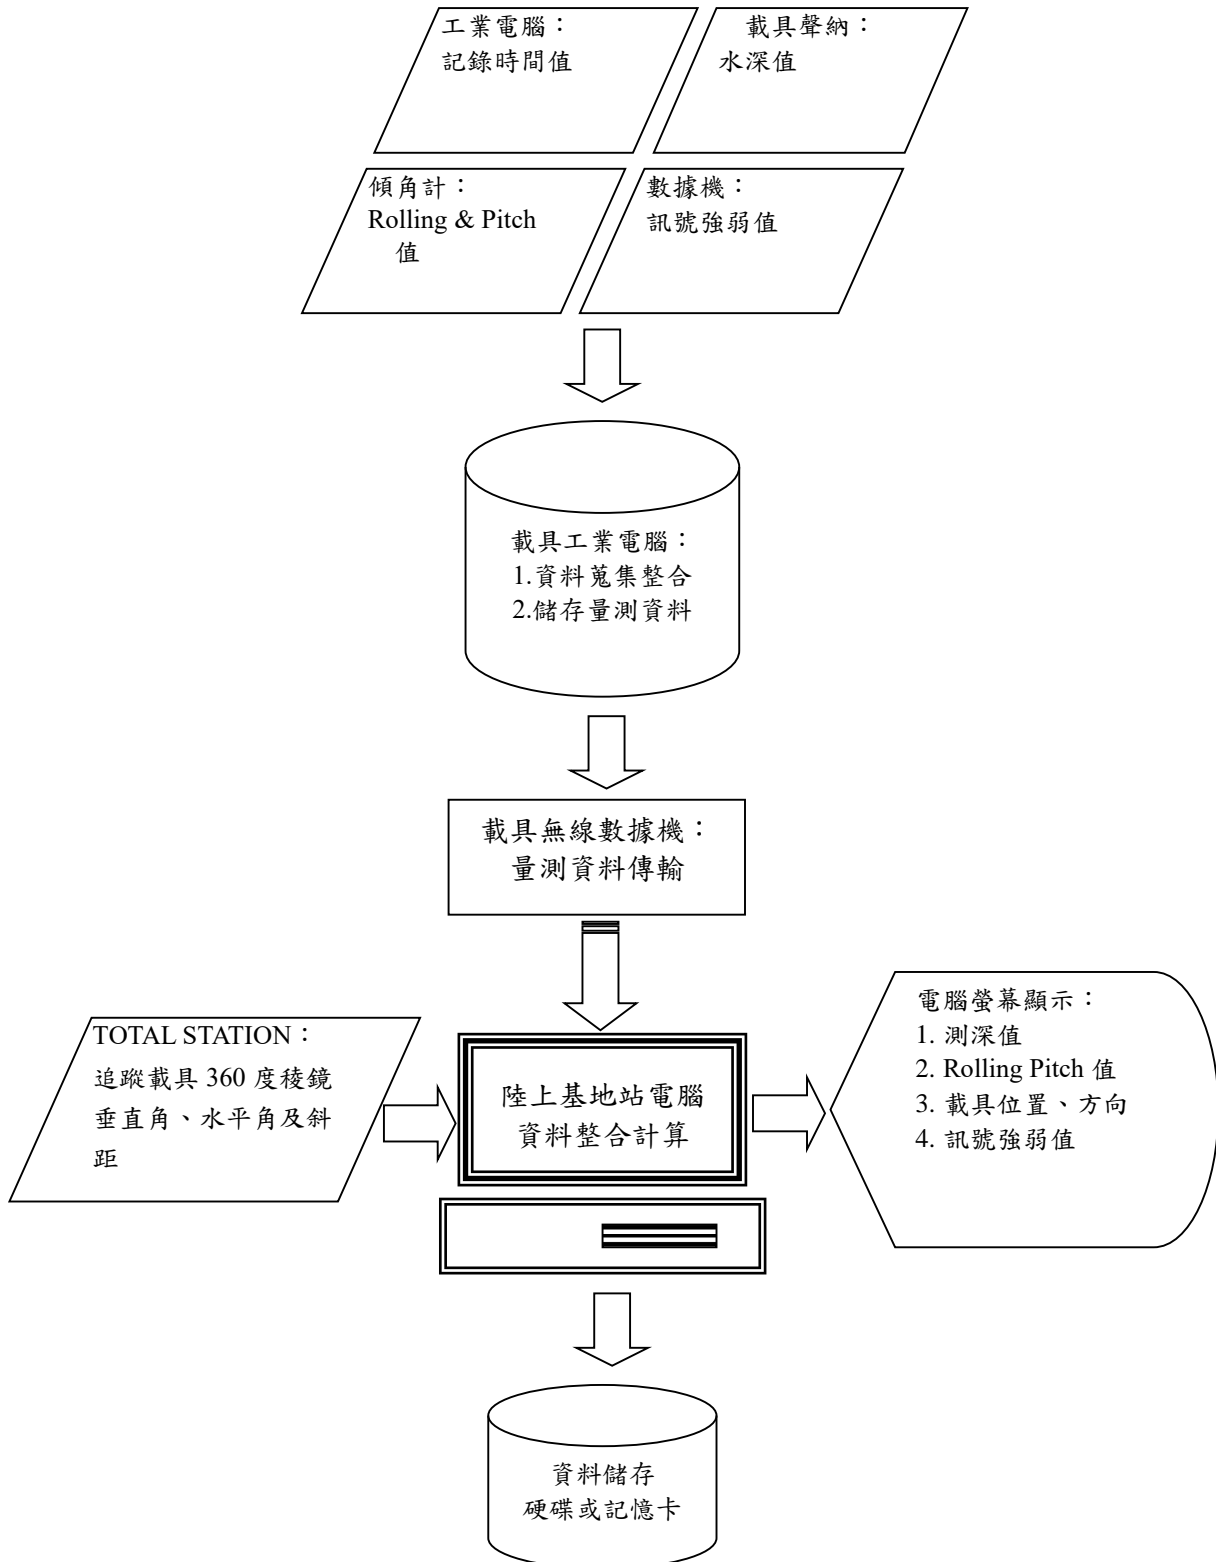 工業電腦：
記錄時間值
載具聲納：
水深值
傾角計：
Rolling & Pitch
值
數據機：
訊號強弱值
載具工業電腦：
1.資料蒐集整合
2.儲存量測資料
載具無線數據機：
量測資料傳輸
TOTAL STATION：
追蹤載具 360 度稜鏡
垂直角、水平角及斜
距
陸上基地站電腦
資料整合計算
電腦螢幕顯示：
1. 測深值
2. Rolling Pitch 值
3. 載具位置、方向
4. 訊號強弱值
資料儲存
硬碟或記憶卡